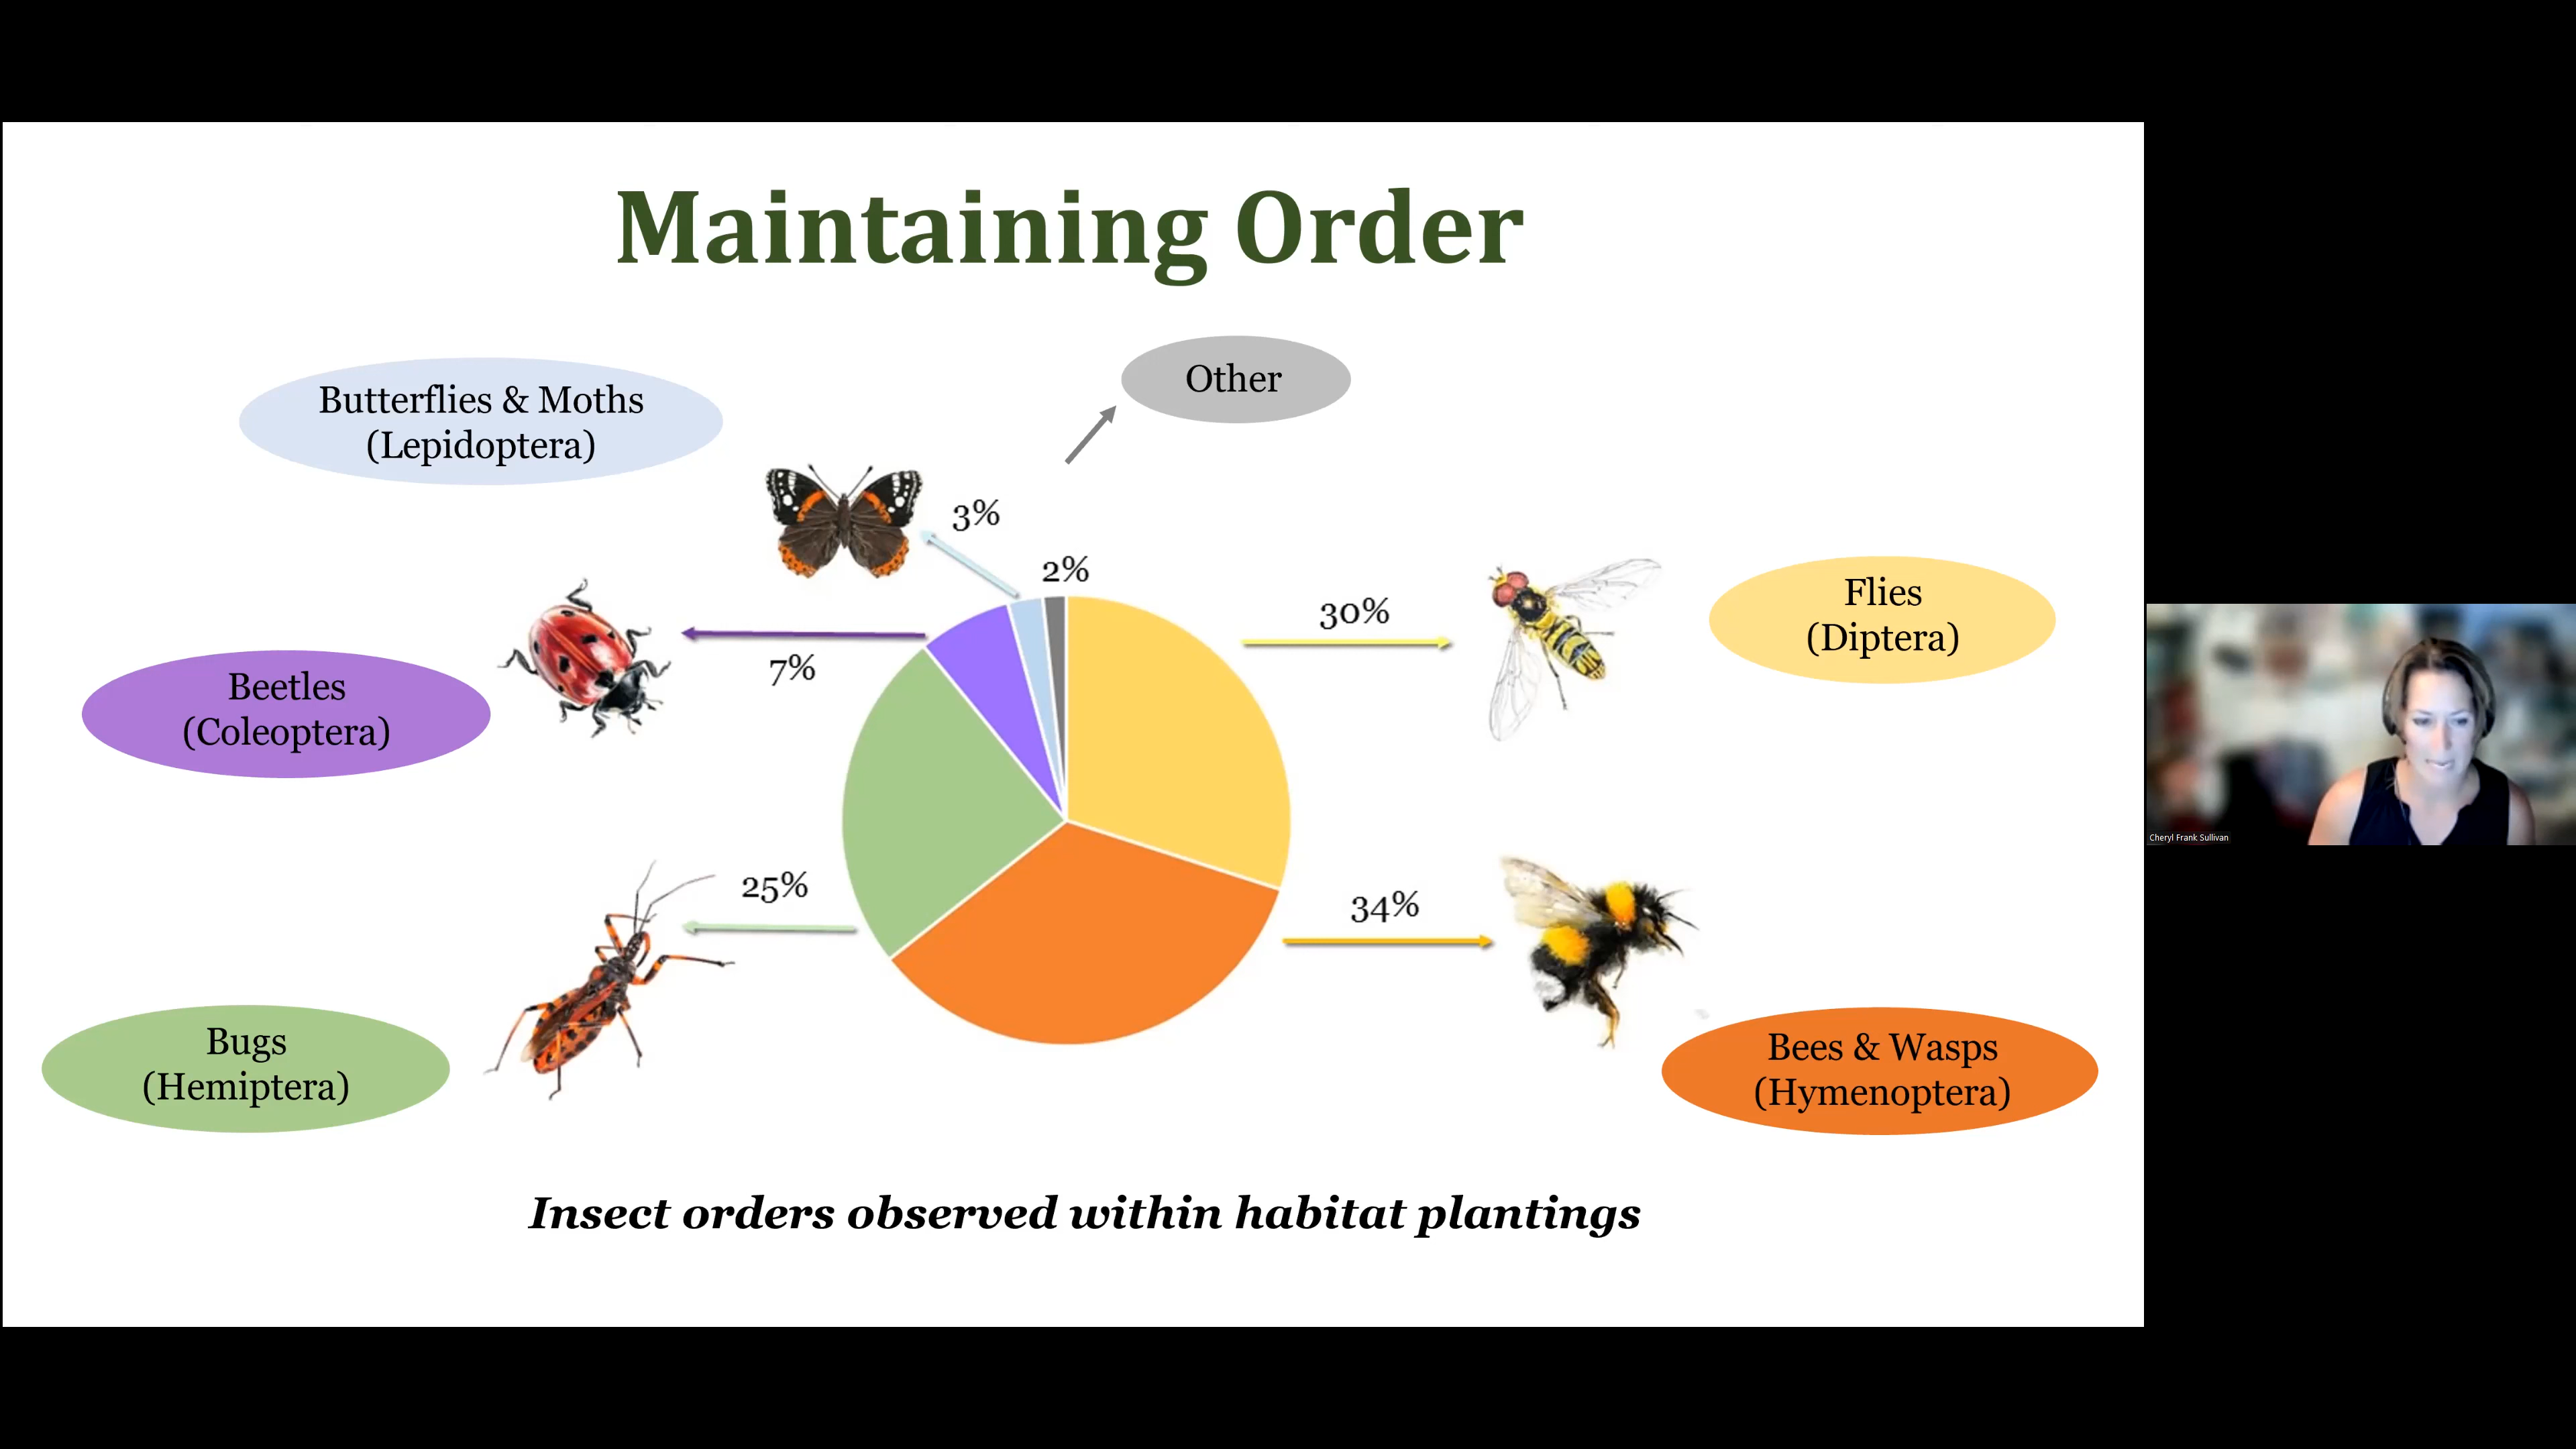 Maintaining Order
Other
Butterflies & Moths
(Lepidoptera)
3%
2%
30%
Flies
(Diptera)
7%
Beetles
(Coleoptera)
25%
34%
Bugs
(Hemiptera)
Bees & Wasps
(Hymenoptera)
Insect orders observed within habitat plantings
Cheryl Frank Sullivan